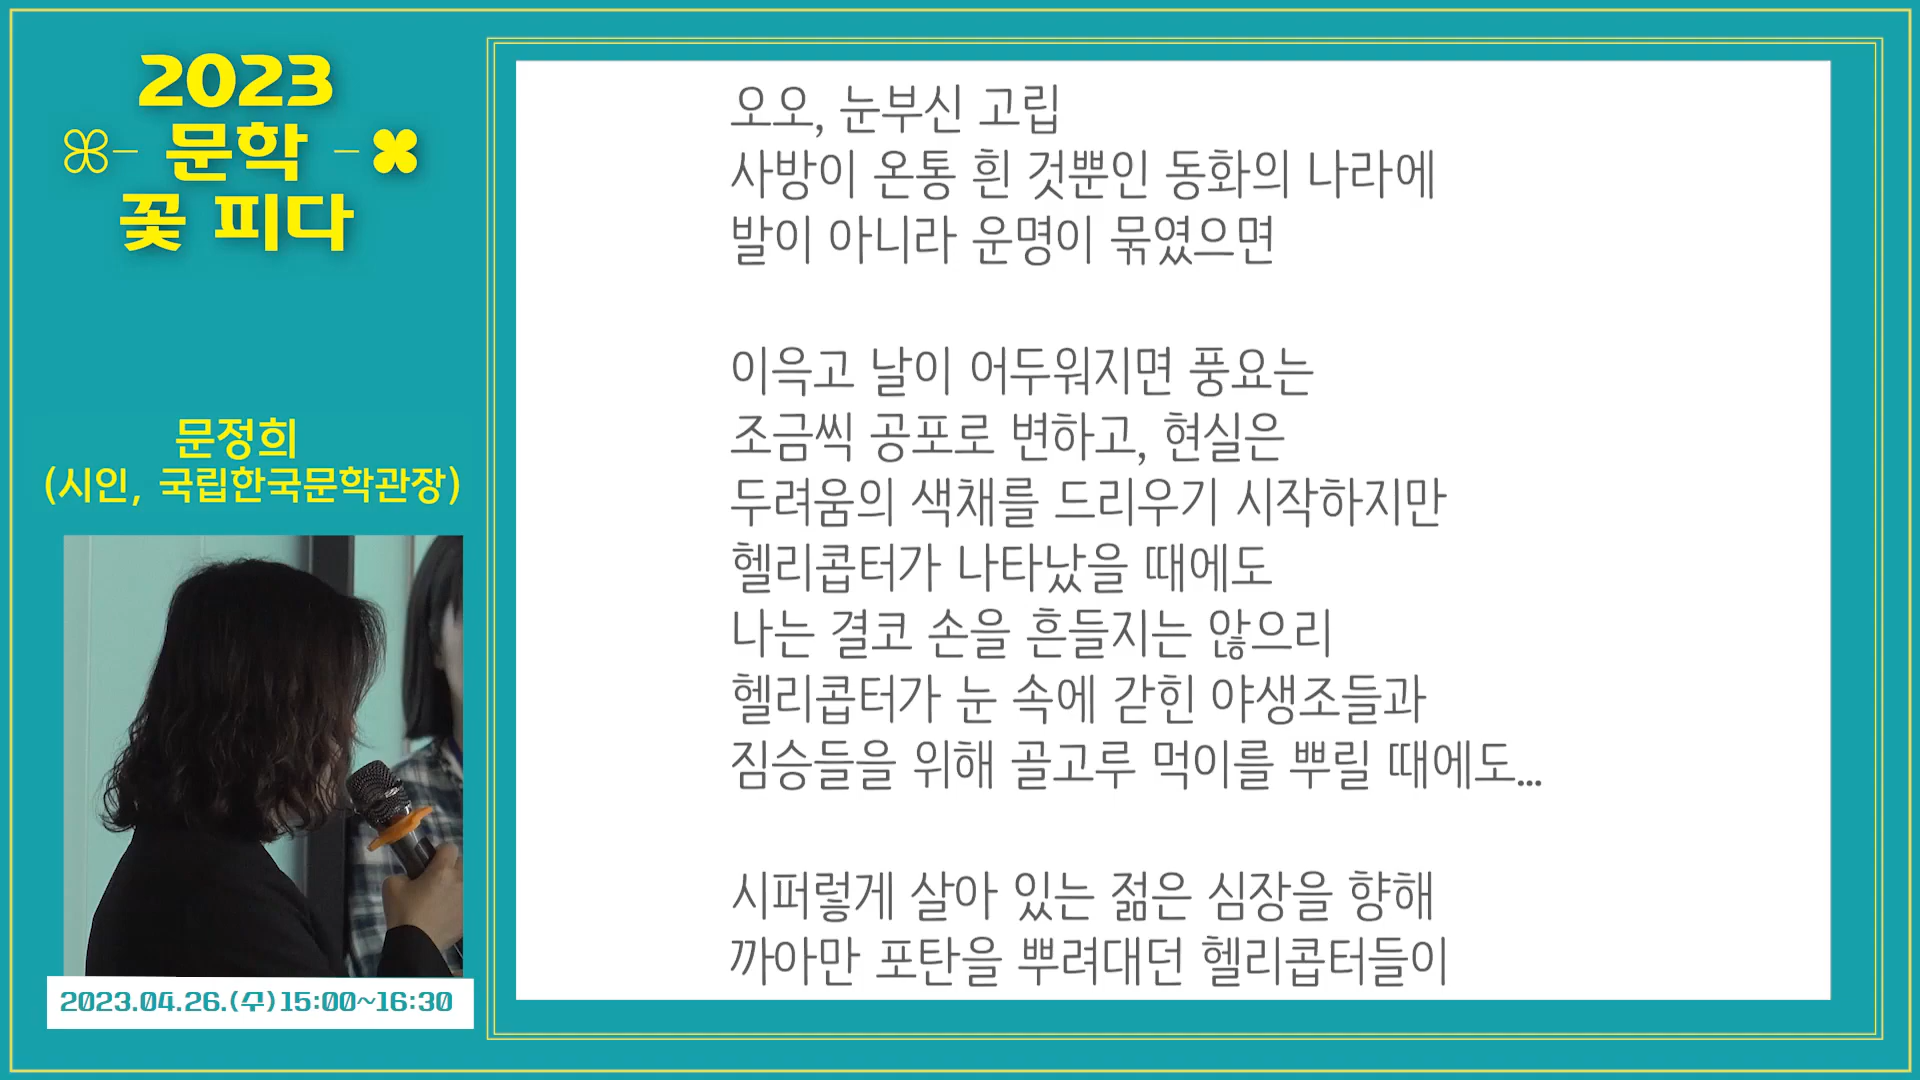 2023
문학
꽃 피다
문정희
(시인, 국립한국문학관장)
2023.04.26.(수)15:00~16:30
오오, 눈부신 고립
사방이 온통 흰 것뿐인 동화의 나라에
발이 아니라 운명이 묶였으면
이윽고 날이 어두워지면 풍요는
조금씩 공포로 변하고, 현실은
두려움의 색채를 드리우기 시작하지만
헬리콥터가 나타났을 때에도
나는 결코 손을 흔들지는 않으리
헬리콥터가 눈 속에 갇힌 야생조들과
짐승들을 위해 골고루 먹이를 뿌릴 때에도...
시퍼렇게 살아 있는 젊은 심장을 향해
까아만 포탄을 뿌려대던 헬리콥터들이